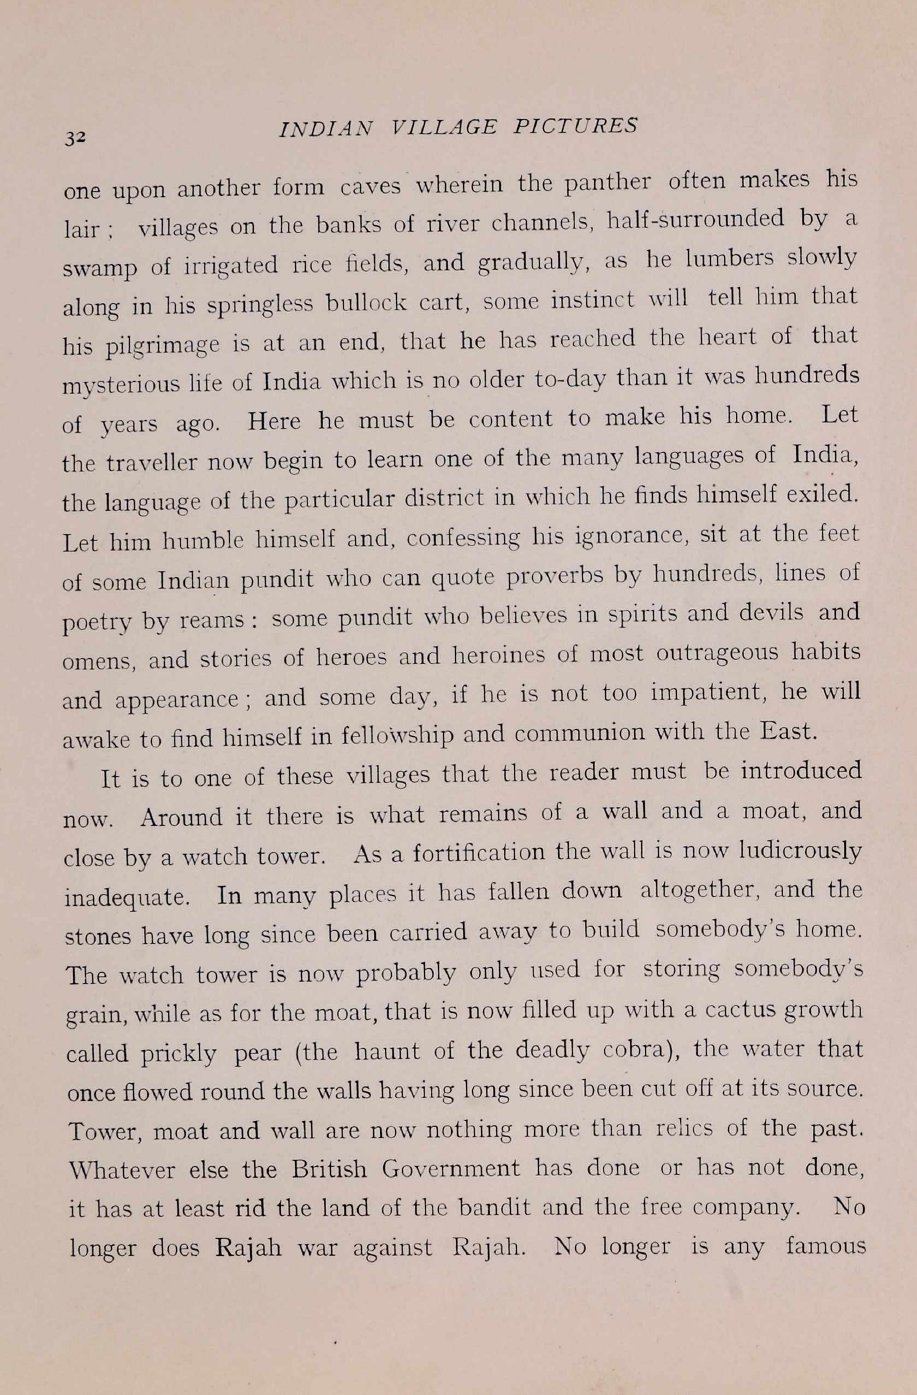 32
INDIAN VILLAGE PICTURES
one upon another form caves wherein the panther often makes his
lair ; villages on the banks of river channels, half-surrounded by a
swamp of irrigated rice fields, and gradually, as he lumbers slowly
along in his springless bullock cart, some instinct will tell him that
his pilgrimage is at an end, that he has reached the heart of that
mysterious life of India which is no older to-day than it was hundreds
of years ago. Here he must be content to make his home. Let
the traveller now begin to learn one of the many languages of India,
the language of the particular district in which he finds himself exiled.
Let him humble himself and, confessing his ignorance, sit at the feet
of some Indian pundit who can quote proverbs by hundreds, lines of
poetry by reams : some pundit who believes in spirits and devils and
omens, and stories of heroes and heroines of most outrageous habits
and appearance ; and some day, if he is not too impatient, he will
awake to find himself in fellowship and communion with the East.
It is to one of these villages that the reader must be introduced
now. Around it there is what remains of a wall and a moat, and
close by a watch tower. As a fortification the wall is now ludicrously
inadequate. In many places it has fallen down altogether, and the
stones have long since been carried away to build somebody's home.
The watch tower is now probably only used for storing somebody's
grain, while as for the moat, that is now filled up with a cactus growth
called prickly pear (the haunt of the deadly cobra), the water that
once flowed round the walls having long since been cut off at its source.
Tower, moat and wall are now nothing more than relics of the past.
Whatever else the British Government has done or has not done,
it has at least rid the land of the bandit and the free company. No
longer does Rajah war against Rajah. No longer is any famous